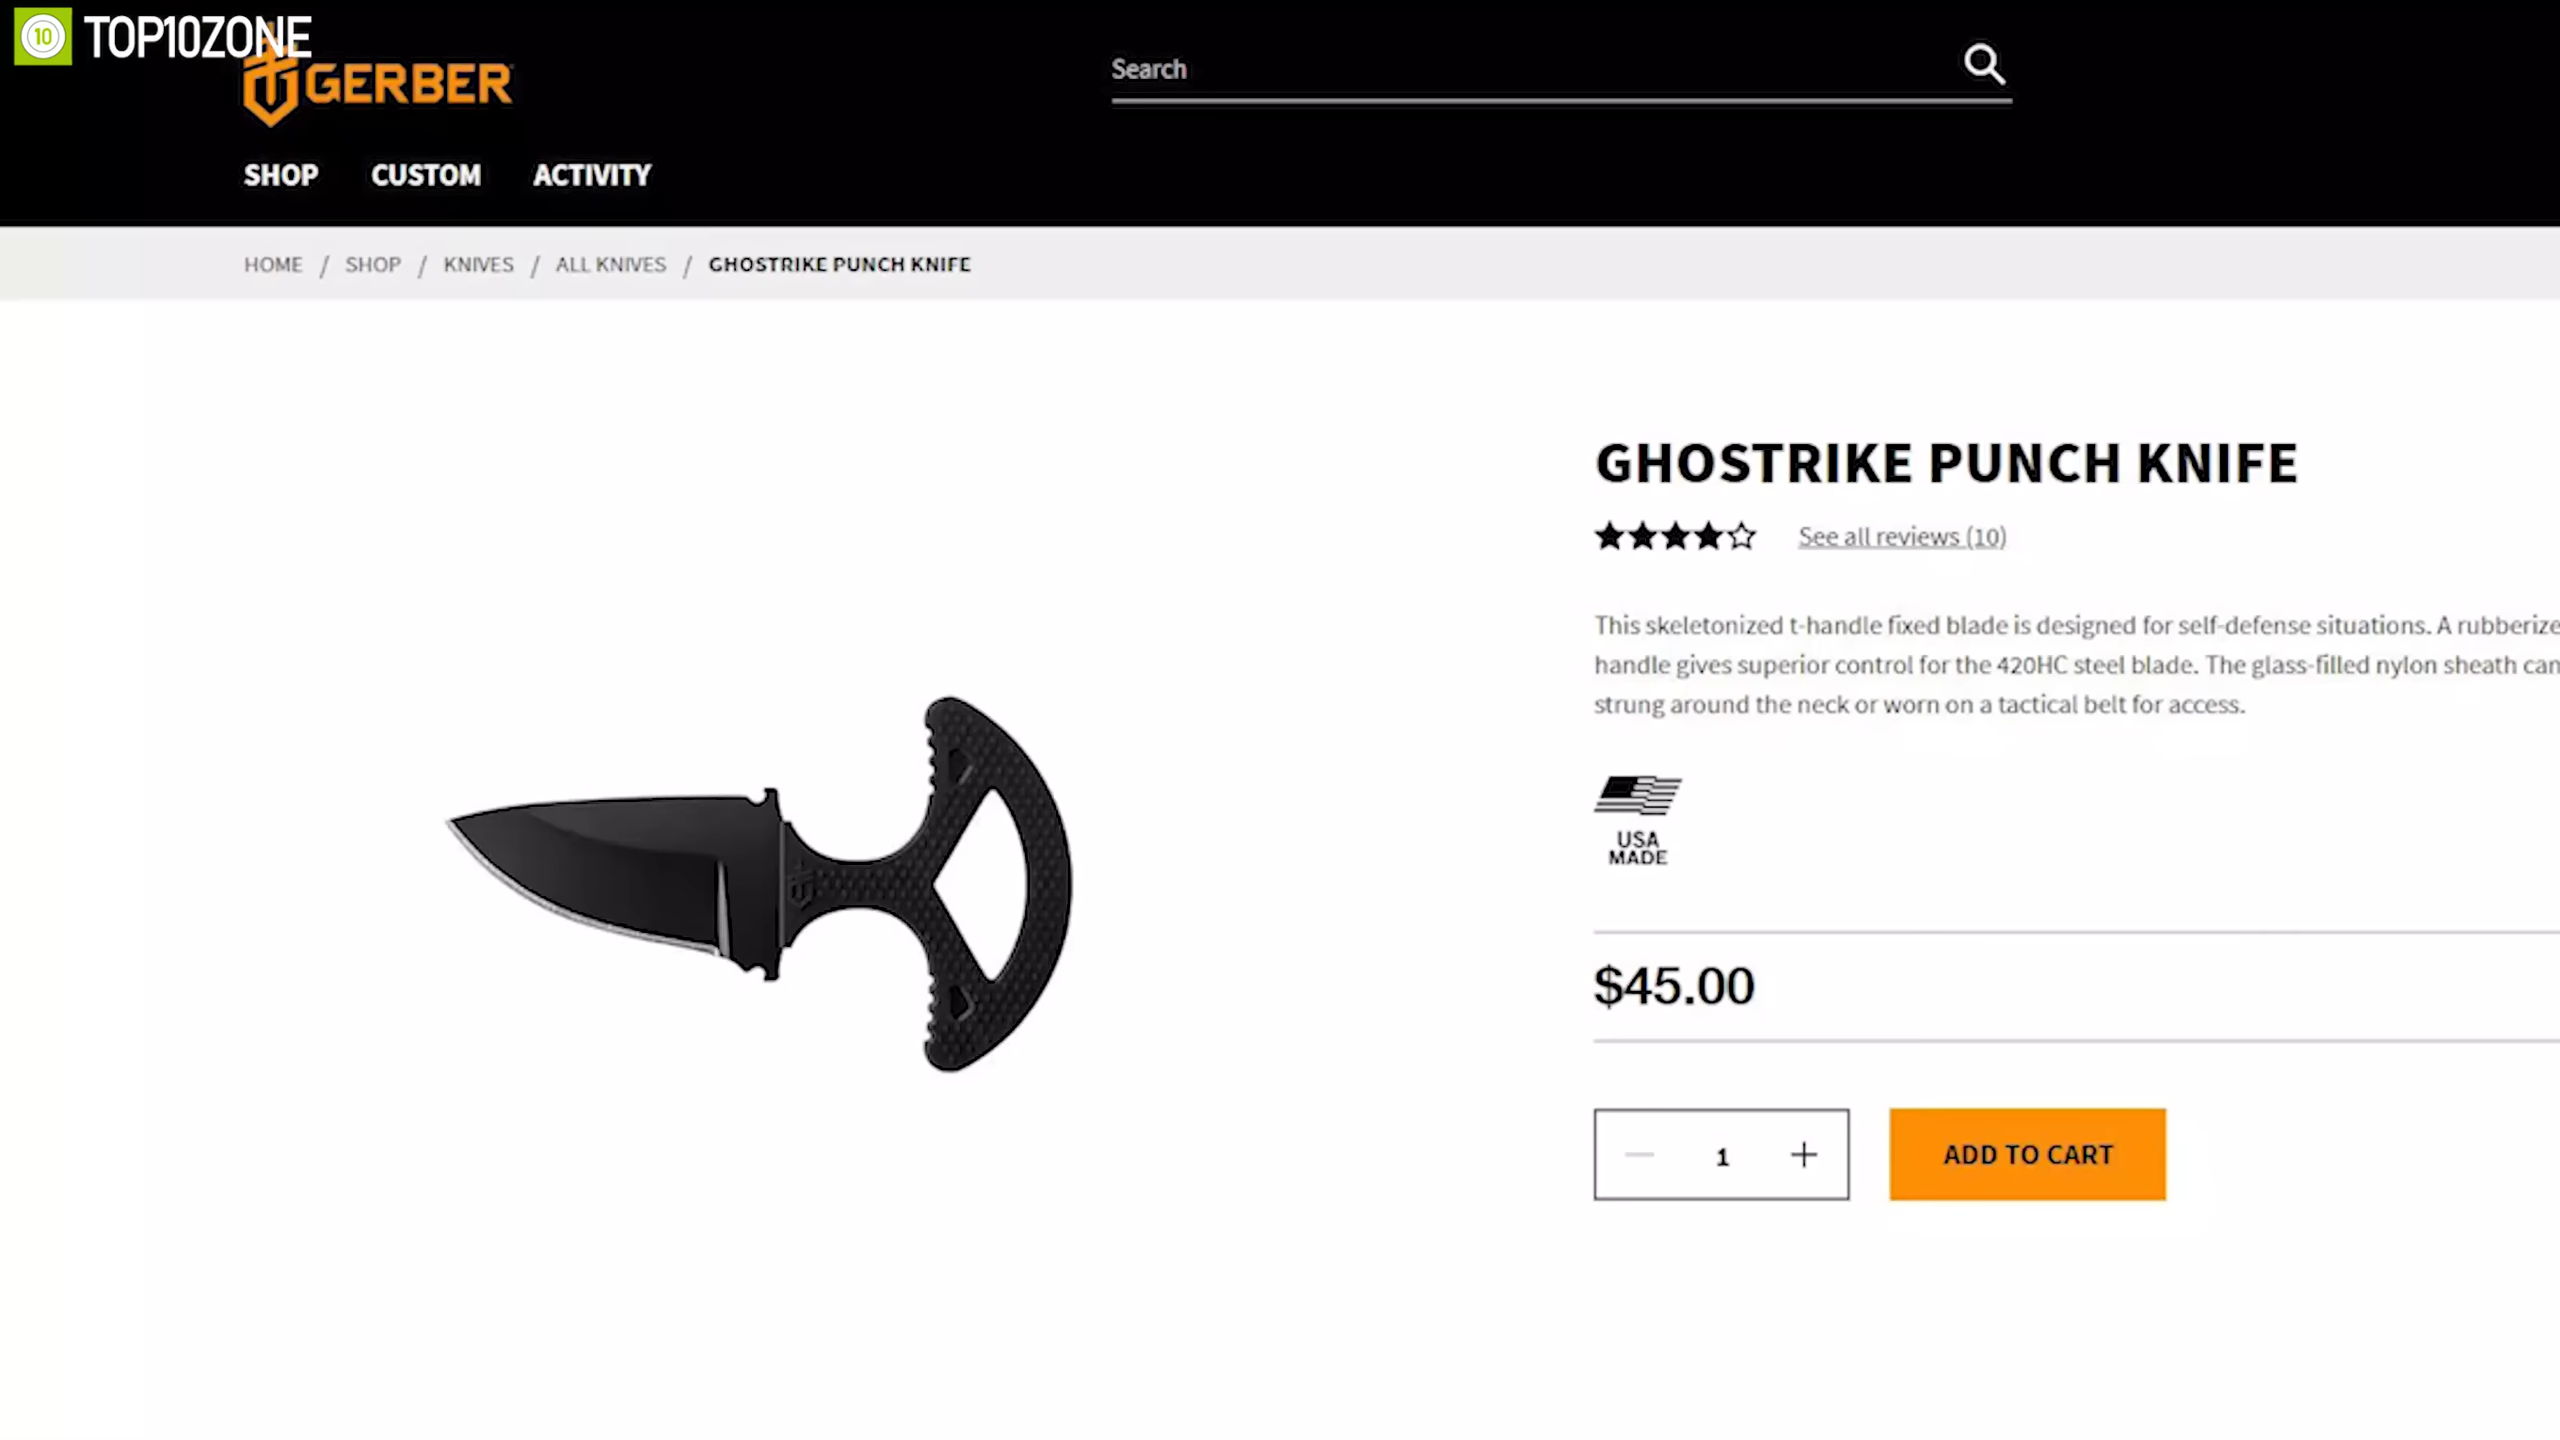 10 TOP10ZONE
GERBER
Search
SHOP CUSTOM ACTIVITY
HOME / SHOP / KNIVES / ALL KNIVES / GHOSTRIKE PUNCH KNIFE
GHOSTRIKE PUNCH KNIFE
See all reviews (10)
This skeletonized t-handle fixed blade is designed for self-defense situations. A rubberize
handle gives superior control for the 420HC steel blade. The glass-filled nylon sheath can
strung around the neck or worn on a tactical belt for access.
USA
MADE
$45.00
1
ADD TO CART